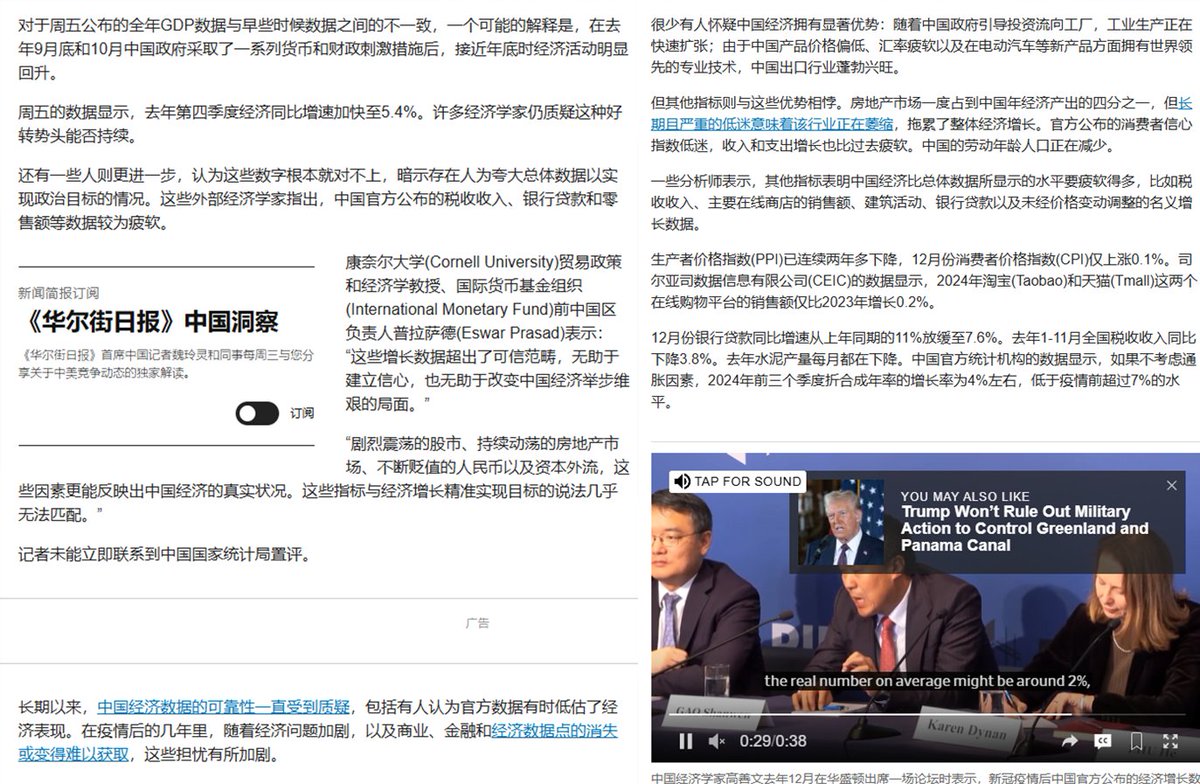 对于周五公布的全年GDP数据与早些时候数据之间的不一致，一个可能的解释是，在去
年9月底和10月中国政府采取了一系列货币和财政刺激措施后，接近年底时经济活动明显
回升。
周五的数据显示，去年第四季度经济同比增速加快至5.4%。许多经济学家仍质疑这种好
转势头能否持续。
还有一些人则更进一步，认为这些数字根本就对不上，暗示存在人为夸大总体数据以实
现政治目标的情况。这些外部经济学家指出，中国官方公布的税收收入、银行贷款和零
售额等数据较为疲软。
新闻简报订阅
《华尔街日报》中国洞察
《华尔街日报》首席中国记者魏玲灵和同事每周三与您分
享关于中美竞争动态的独家解读。
订阅
康奈尔大学(Cornell University)贸易政策
和经济学教授、国际货币基金组织
(International Monetary Fund)前中国区
负责人普拉萨德(Eswar Prasad)表示：
“这些增长数据超出了可信范畴，无助于
建立信心，也无助于改变中国经济举步维
艰的局面。”
“剧烈震荡的股市、持续动荡的房地产市
场、不断贬值的人民币以及资本外流，这
些因素更能反映出中国经济的真实状况。这些指标与经济增长精准实现目标的说法几乎
无法匹配。”
记者未能立即联系到中国国家统计局置评。
广告
长期以来，中国经济数据的可靠性一直受到质疑，包括有人认为官方数据有时低估了经
济表现。在疫情后的几年里，随着经济问题加剧，以及商业、金融和经济数据点的消失
或变得难以获取，这些担忧有所加剧。
很少有人怀疑中国经济拥有显著优势：随着中国政府引导投资流向工厂，工业生产正在
快速扩张；由于中国产品价格偏低、汇率疲软以及在电动汽车等新产品方面拥有世界领
先的专业技术，中国出口行业蓬勃兴旺。
但其他指标则与这些优势相悖。房地产市场一度占到中国年经济产出的四分之一，但长
期且严重的低迷意味着该行业正在萎缩，拖累了整体经济增长。官方公布的消费者信心
指数低迷，收入和支出增长也比过去疲软。中国的劳动年龄人口正在减少。
一些分析师表示，其他指标表明中国经济比总体数据所显示的水平要疲软得多，比如税
收收入、主要在线商店的销售额、建筑活动、银行贷款以及未经价格变动调整的名义增
长数据。
生产者价格指数(PPI)已连续两年多下降，12月份消费者价格指数(CPI)仅上涨0.1%。司
尔亚司数据信息有限公司(CEIC)的数据显示，2024年淘宝(Taobao)和天猫(Tmall)这两个
在线购物平台的销售额仅比2023年增长0.2%。
12月份银行贷款同比增速从上年同期的11%放缓至7.6%。去年1-11月全国税收收入同比
下降3.8%。去年水泥产量每月都在下降。中国官方统计机构的数据显示，如果不考虑通
胀因素，2024年前三个季度折合成年率的增长率为4%左右，低于疫情前超过7%的水
平。
TAP FOR SOUND
YOU MAY ALSO LIKE
Trump Won’t Rule Out Military
Action to Control Greenland and
Panama Canal
the real number on average might be around 2%,
GAO Shanwen
Karen Dynan
0:29/0:38
CC
中国经济学家高善文去年12月在华盛顿出席一场论坛时表示，新冠疫情后中国官方公布的经济增长数